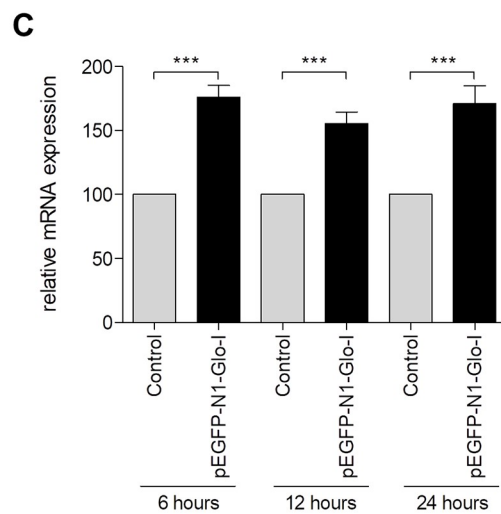 C
*** *** ***
200
150
100
50
0
relative mRNA expression
Control
pEGFP-N1-Glo-I
Control
pEGFP-N1-Glo-I
Control
pEGFP-N1-Glo-I
6 hours 12 hours 24 hours